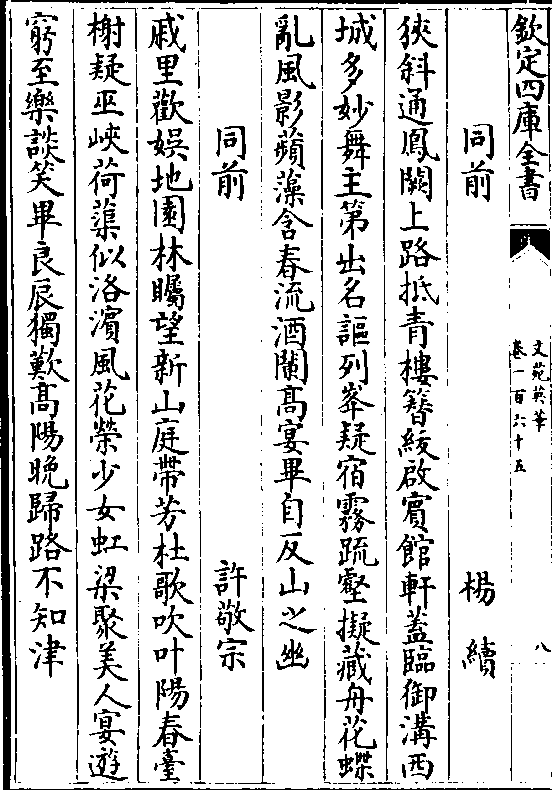 欽定四庫全書
文苑英華
卷一百六十五
八
同前 楊續
狹斜通鳳闕上路抵青樓簪紱啟賓館軒蓋臨御溝西
城多妙舞主第出名謳列峯疑宿霧疏壑擬藏舟花蝶
亂風影蘋藻含春流酒闌高宴畢自反山之幽
同前 許敬宗
戚里歡娯地園林矚望新山庭帶芳杜歌吹叶陽春臺
榭疑巫峽荷蕖似洛濱風花縈少女虹梁聚美人宴遊
窮至樂談笑畢良辰獨歎高陽晚歸路不知津